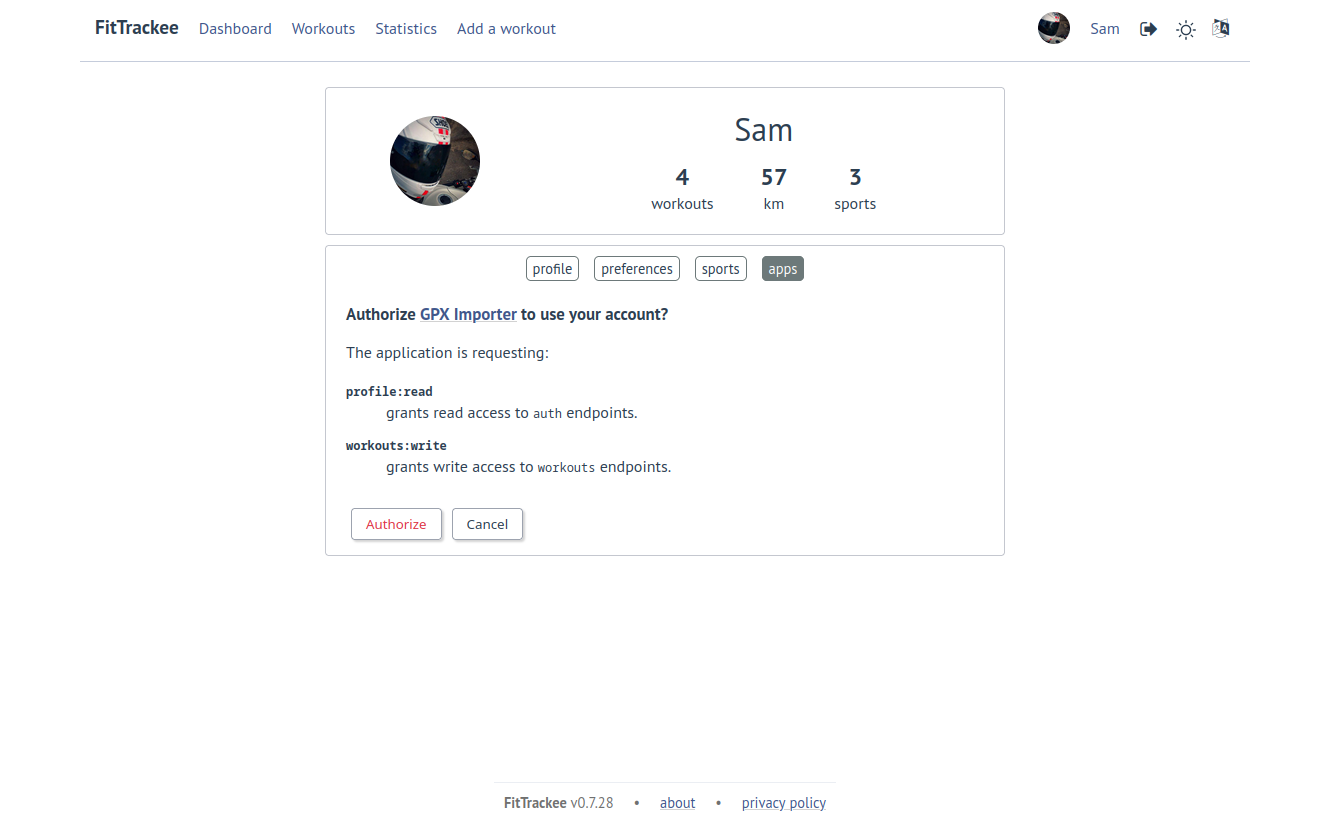 FitTrackee Dashboard Workouts Statistics Add a workout Sam
Sam
4 57 3
workouts km sports
profile preferences sports apps
Authorize GPX Importer to use your account?
The application is requesting:
profile:read
grants read access to auth endpoints.
workouts:write
grants write access to workouts endpoints.
Authorize Cancel
FitTrackee v0.7.28 • about • privacy policy